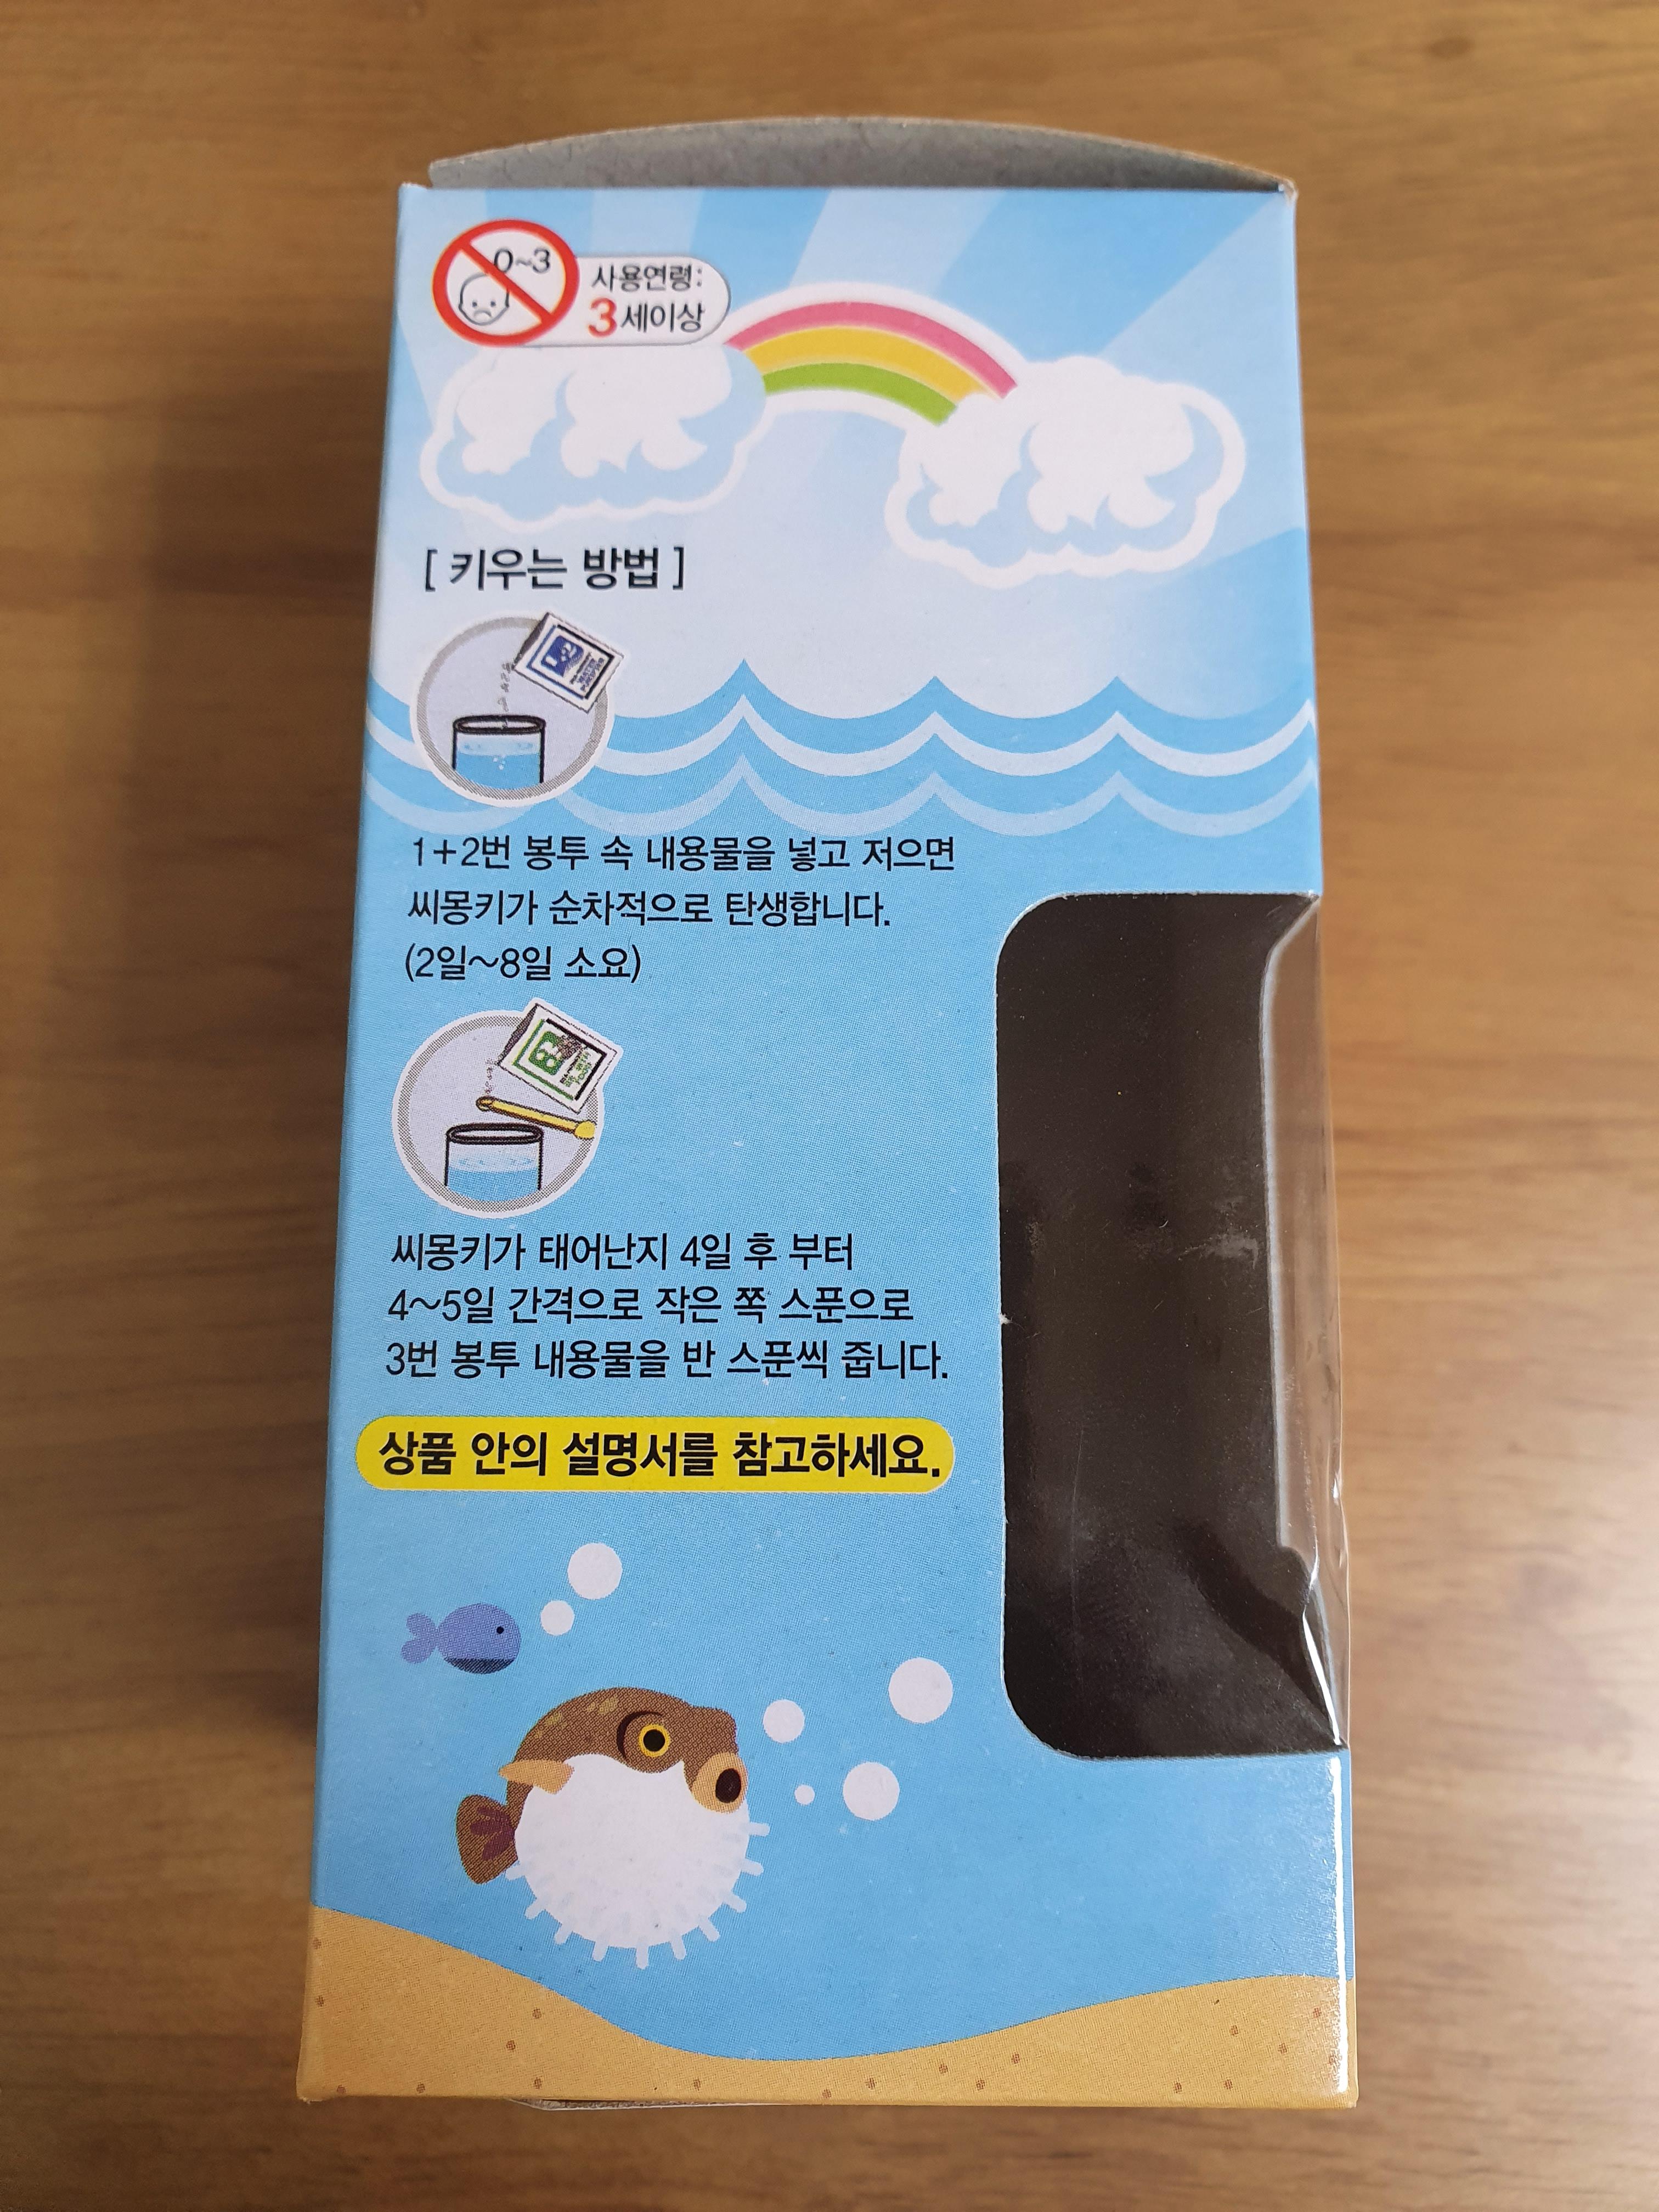 0~3
사용연령:
3세이상
[ 키우는 방법 ]
1+2번 봉투 속 내용물을 넣고 저으면
씨몽키가 순차적으로 탄생합니다.
(2일~8일 소요)
씨몽키가 태어난지 4일 후 부터
4~5일 간격으로 작은 쪽 스푼으로
3번 봉투 내용물을 반 스푼씩 줍니다.
상품 안의 설명서를 참고하세요.